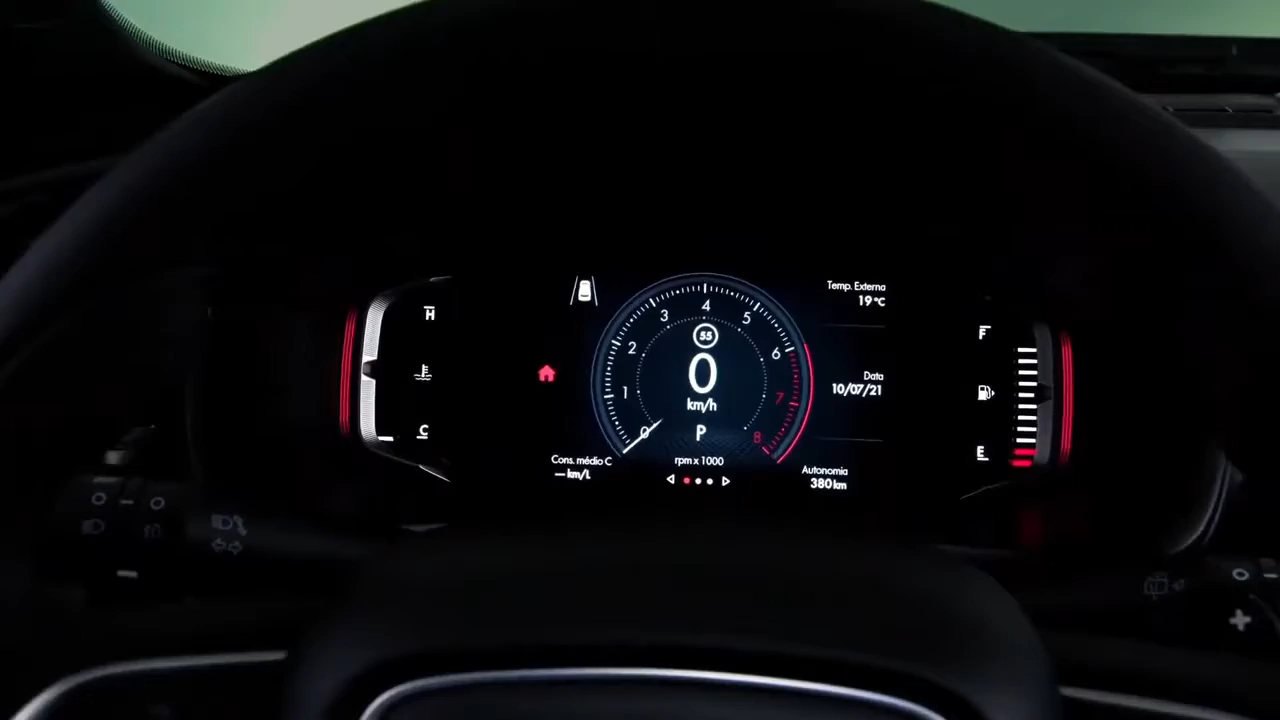 H
C
4
3
5
2
6
1
7
0
8
55
0
km/h
P
rpm x 1000
Cons. médio C
--- km/L
Temp. Externa
19 °C
Data
10/07/21
Autonomia
380 km
F
E